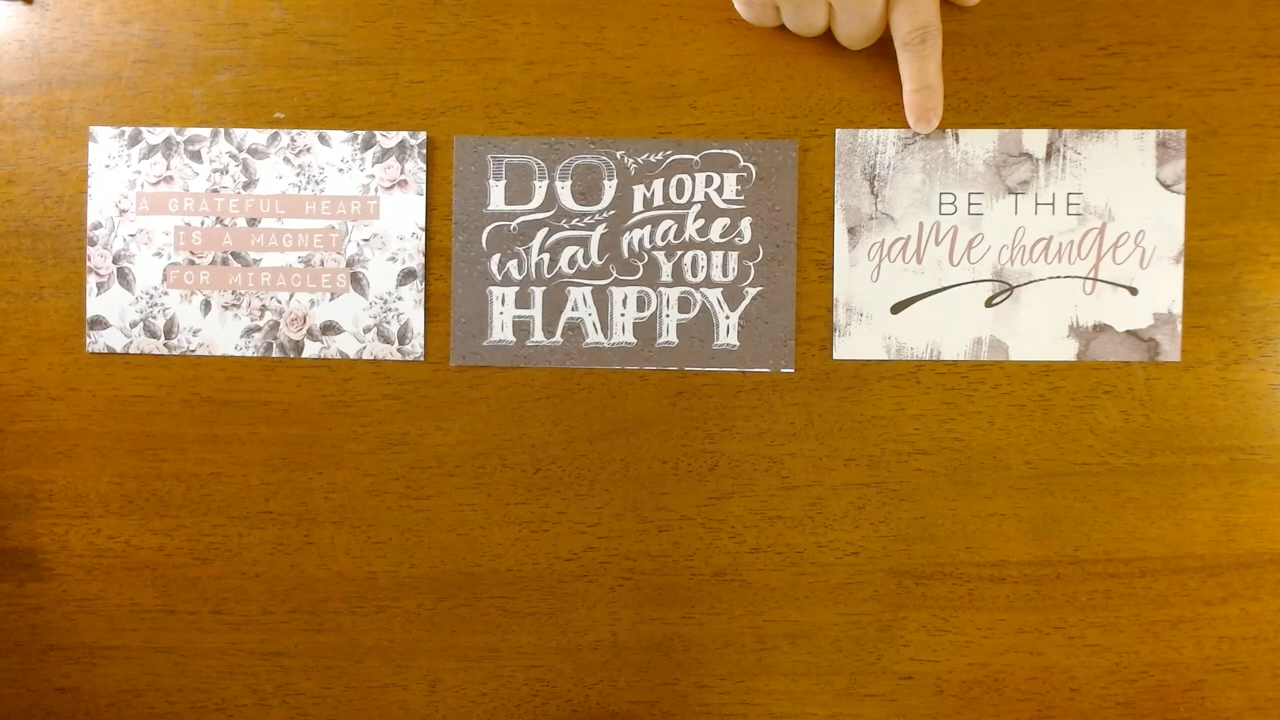 A GRATEFUL HEART
IS A MAGNET
FOR MIRACLES
DO MORE
what makes
YOU
HAPPY
BE THE
gaMe changer